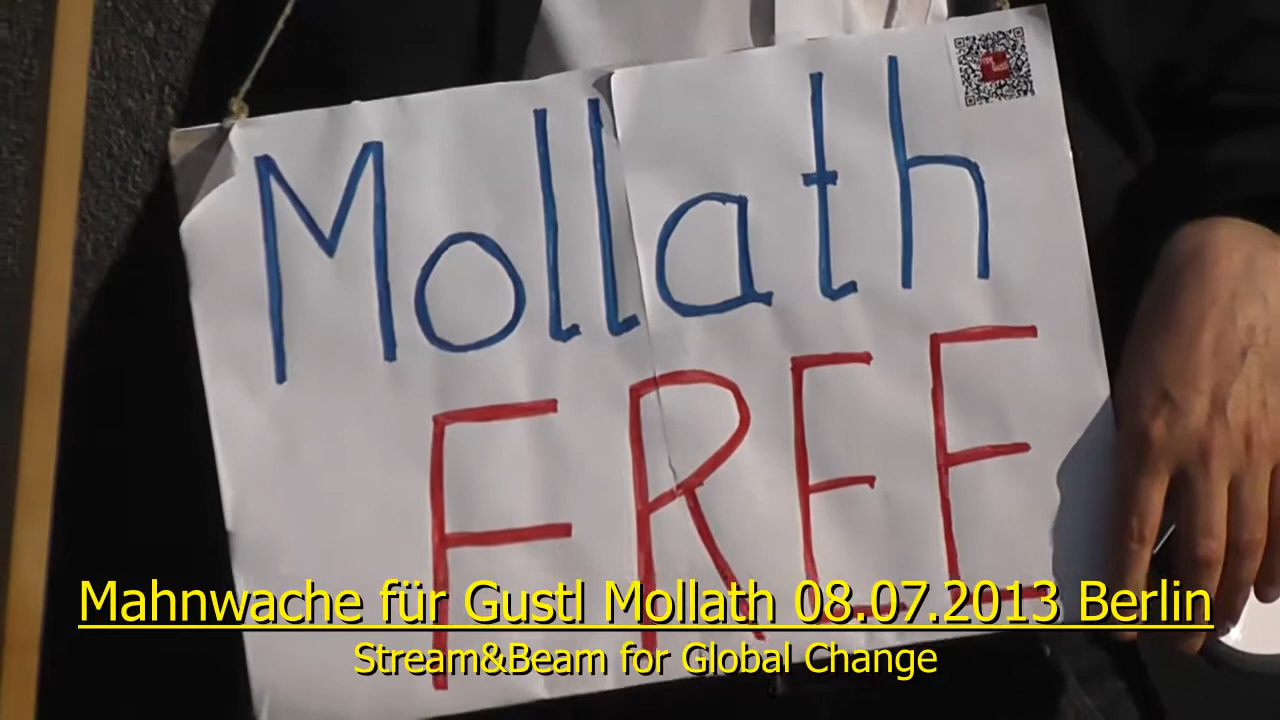 Mollath
FREE
Mahnwache für Gustl Mollath 08.07.2013 Berlin
Stream&Beam for Global Change